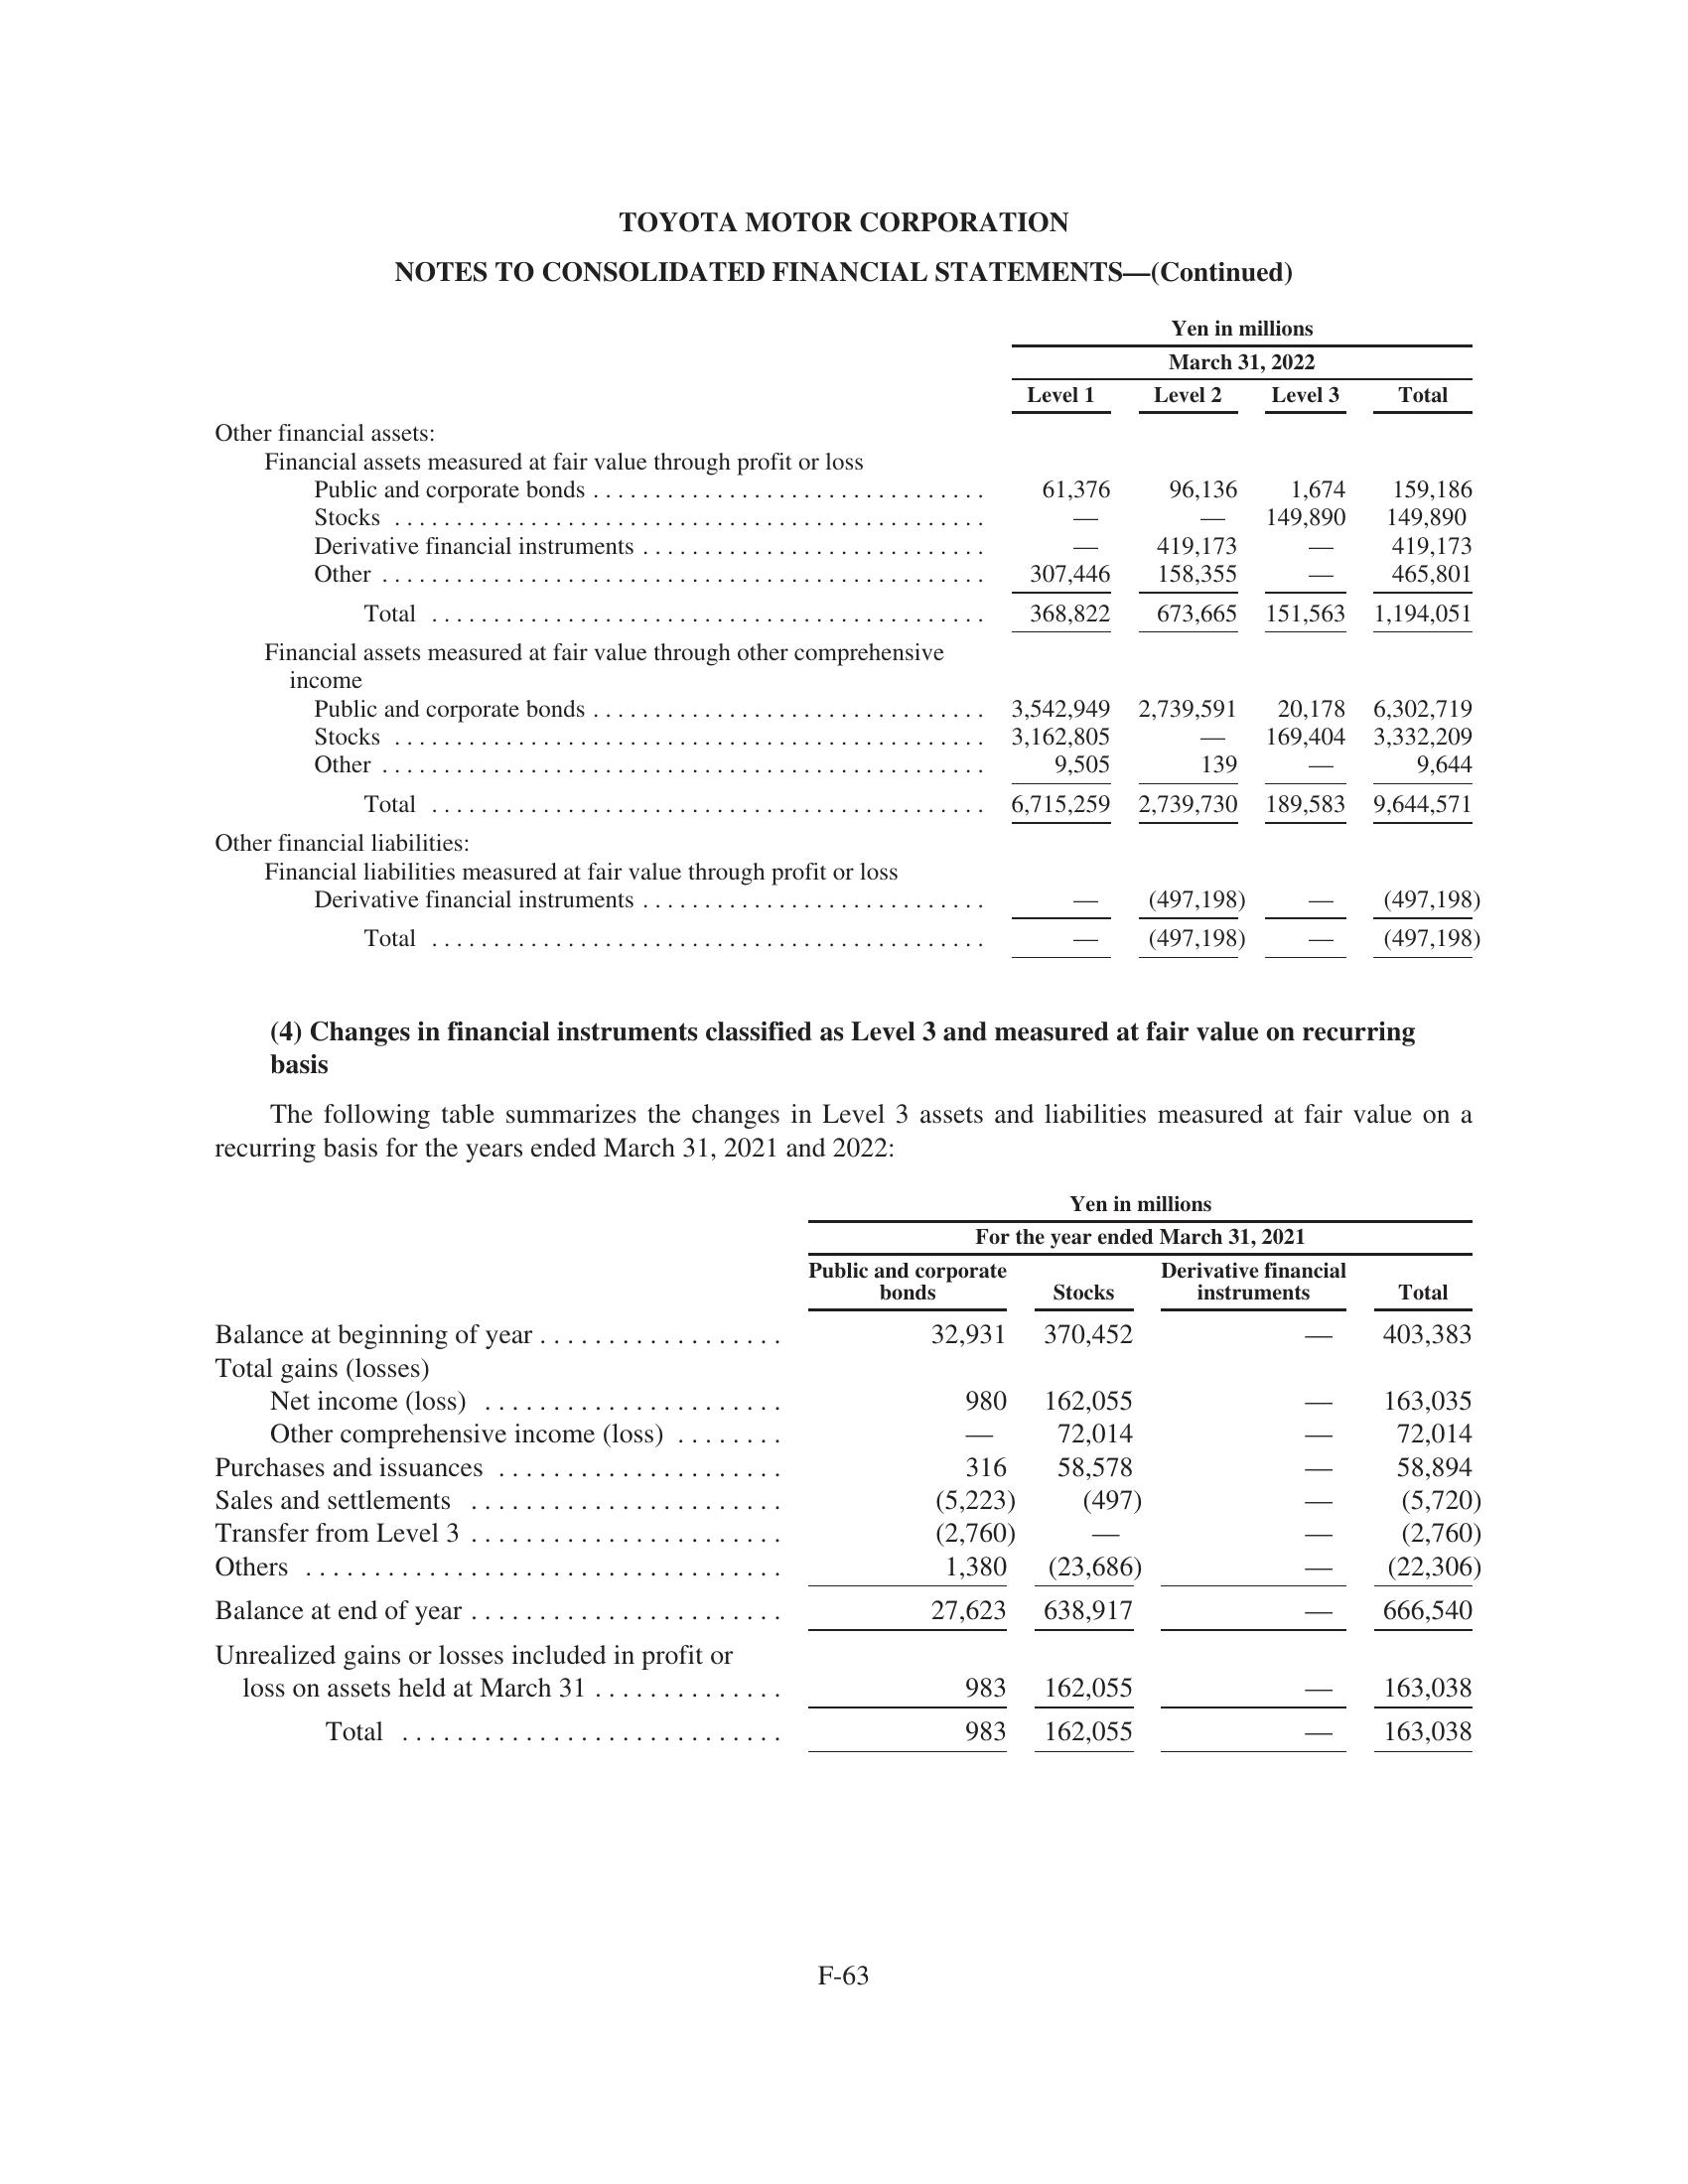 TOYOTA MOTOR CORPORATION
NOTES TO CONSOLIDATED FINANCIAL STATEMENTS—(Continued)
Yen in millions
March 31, 2022
Level 1 Level 2 Level 3 Total
Other financial assets:
Financial assets measured at fair value through profit or loss
Public and corporate bonds . . . . . . . . . . . . . . . . . . . . . . . . . . . . . . . . 61,376 96,136 1,674 159,186
Stocks . . . . . . . . . . . . . . . . . . . . . . . . . . . . . . . . . . . . . . . . . . . . . . . . — — 149,890 149,890
Derivative financial instruments . . . . . . . . . . . . . . . . . . . . . . . . . . . . — 419,173 — 419,173
Other . . . . . . . . . . . . . . . . . . . . . . . . . . . . . . . . . . . . . . . . . . . . . . . . . 307,446 158,355 — 465,801
Total . . . . . . . . . . . . . . . . . . . . . . . . . . . . . . . . . . . . . . . . . . . . . 368,822 673,665 151,563 1,194,051
Financial assets measured at fair value through other comprehensive
income
Public and corporate bonds . . . . . . . . . . . . . . . . . . . . . . . . . . . . . . . . 3,542,949 2,739,591 20,178 6,302,719
Stocks . . . . . . . . . . . . . . . . . . . . . . . . . . . . . . . . . . . . . . . . . . . . . . . . 3,162,805 — 169,404 3,332,209
Other . . . . . . . . . . . . . . . . . . . . . . . . . . . . . . . . . . . . . . . . . . . . . . . . . 9,505 139 — 9,644
Total . . . . . . . . . . . . . . . . . . . . . . . . . . . . . . . . . . . . . . . . . . . . . 6,715,259 2,739,730 189,583 9,644,571
Other financial liabilities:
Financial liabilities measured at fair value through profit or loss
Derivative financial instruments . . . . . . . . . . . . . . . . . . . . . . . . . . . . — (497,198) — (497,198)
Total . . . . . . . . . . . . . . . . . . . . . . . . . . . . . . . . . . . . . . . . . . . . . — (497,198) — (497,198)
(4) Changes in financial instruments classified as Level 3 and measured at fair value on recurring
basis
The following table summarizes the changes in Level 3 assets and liabilities measured at fair value on a
recurring basis for the years ended March 31, 2021 and 2022:
Yen in millions
For the year ended March 31, 2021
Public and corporate Derivative financial
bonds Stocks instruments Total
Balance at beginning of year . . . . . . . . . . . . . . . . . . 32,931 370,452 — 403,383
Total gains (losses)
Net income (loss) . . . . . . . . . . . . . . . . . . . . . . 980 162,055 — 163,035
Other comprehensive income (loss) . . . . . . . . — 72,014 — 72,014
Purchases and issuances . . . . . . . . . . . . . . . . . . . . . 316 58,578 — 58,894
Sales and settlements . . . . . . . . . . . . . . . . . . . . . . . (5,223) (497) — (5,720)
Transfer from Level 3 . . . . . . . . . . . . . . . . . . . . . . . (2,760) — — (2,760)
Others . . . . . . . . . . . . . . . . . . . . . . . . . . . . . . . . . . . 1,380 (23,686) — (22,306)
Balance at end of year . . . . . . . . . . . . . . . . . . . . . . . 27,623 638,917 — 666,540
Unrealized gains or losses included in profit or
loss on assets held at March 31 . . . . . . . . . . . . . . 983 162,055 — 163,038
Total . . . . . . . . . . . . . . . . . . . . . . . . . . . . 983 162,055 — 163,038
F-63